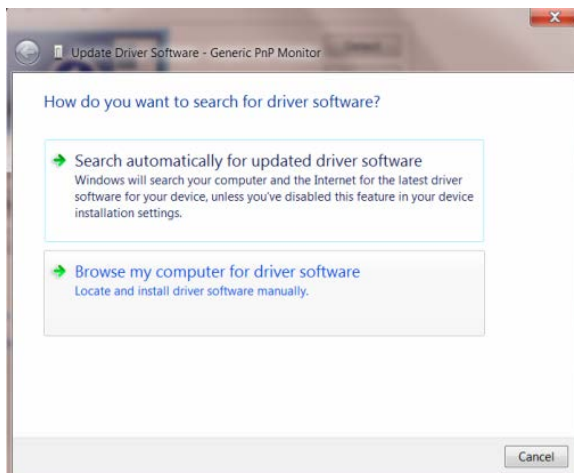 Update Driver Software - Generic PnP Monitor
How do you want to search for driver software?
Search automatically for updated driver software
Windows will search your computer and the Internet for the latest driver
software for your device, unless you've disabled this feature in your device
installation settings.
Browse my computer for driver software
Locate and install driver software manually.
Cancel